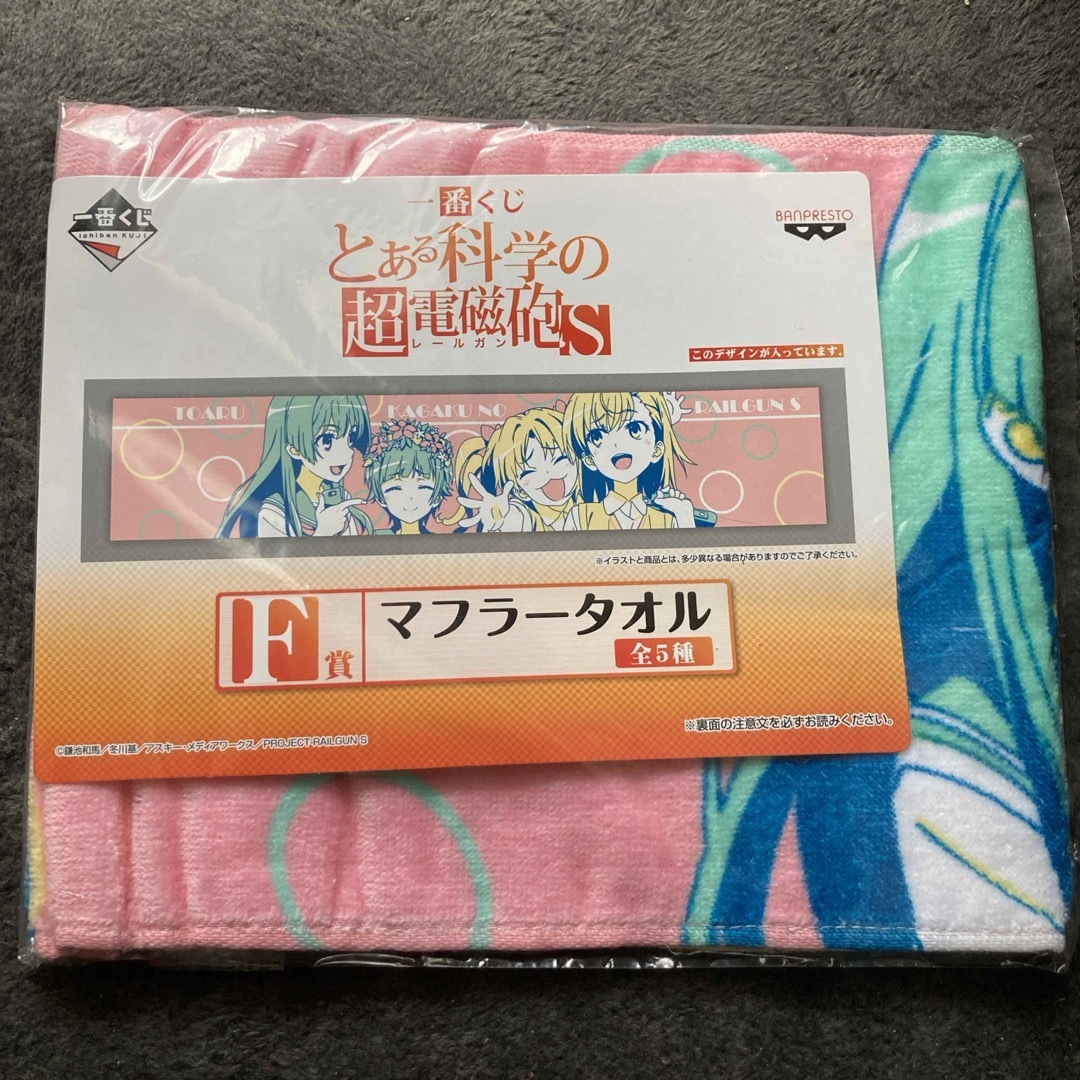 一番くじ
Ichiban KUJI
一番くじ
とある科学の
超電磁砲S
レールガン
BANPRESTO
このデザインが入っています。
TOARU KAGAKU NO RAILGUN S
※イラストと商品とは、多少異なる場合がありますのでご了承ください。
F賞 マフラータオル
全5種
※裏面の注意文を必ずお読みください。
©鎌池和馬/冬川基/アスキー・メディアワークス/PROJECT-RAILGUN S